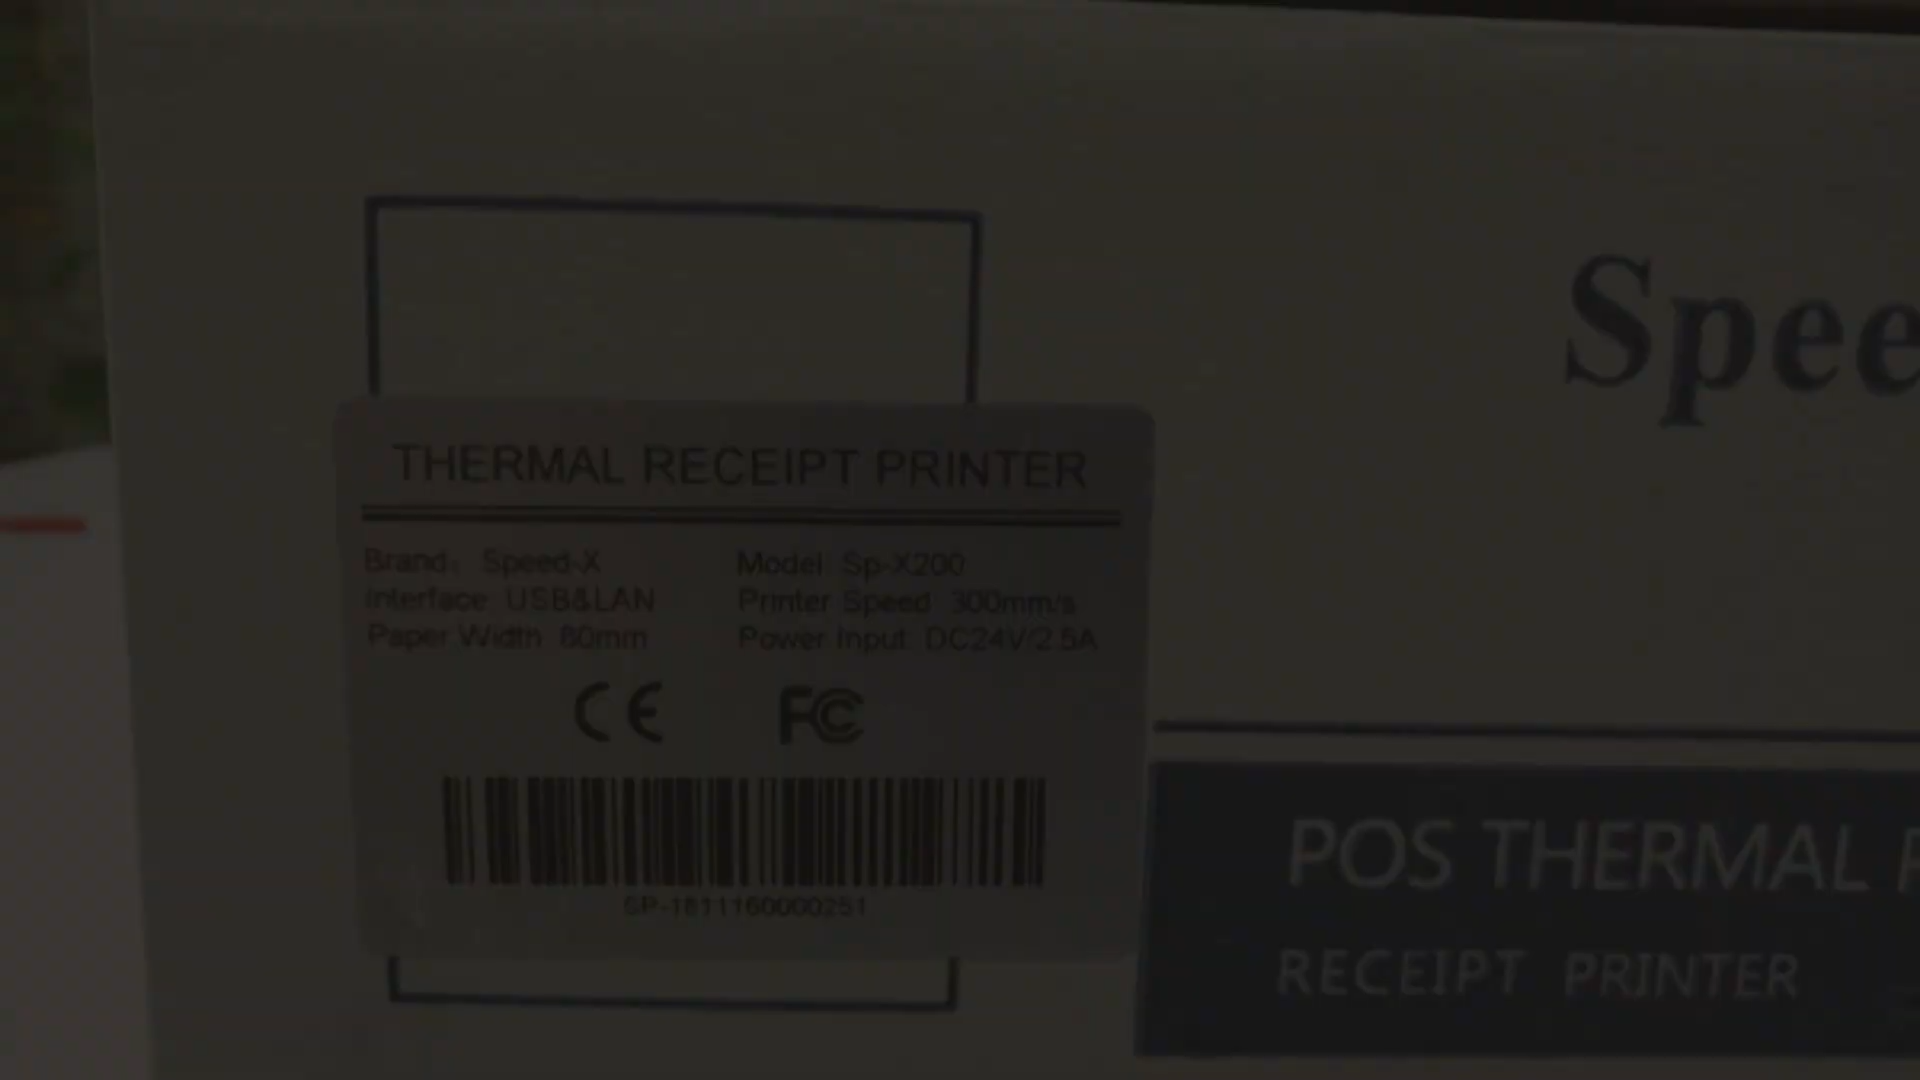 Spee
THERMAL RECEIPT PRINTER
Brand: Speed-X Model: Sp-X200
Interface: USB&LAN Printer Speed: 300mm/s
Paper Width: 80mm Power Input: DC24V/2.5A
CE FC
SP-1811160000251
POS THERMAL R
RECEIPT PRINTER